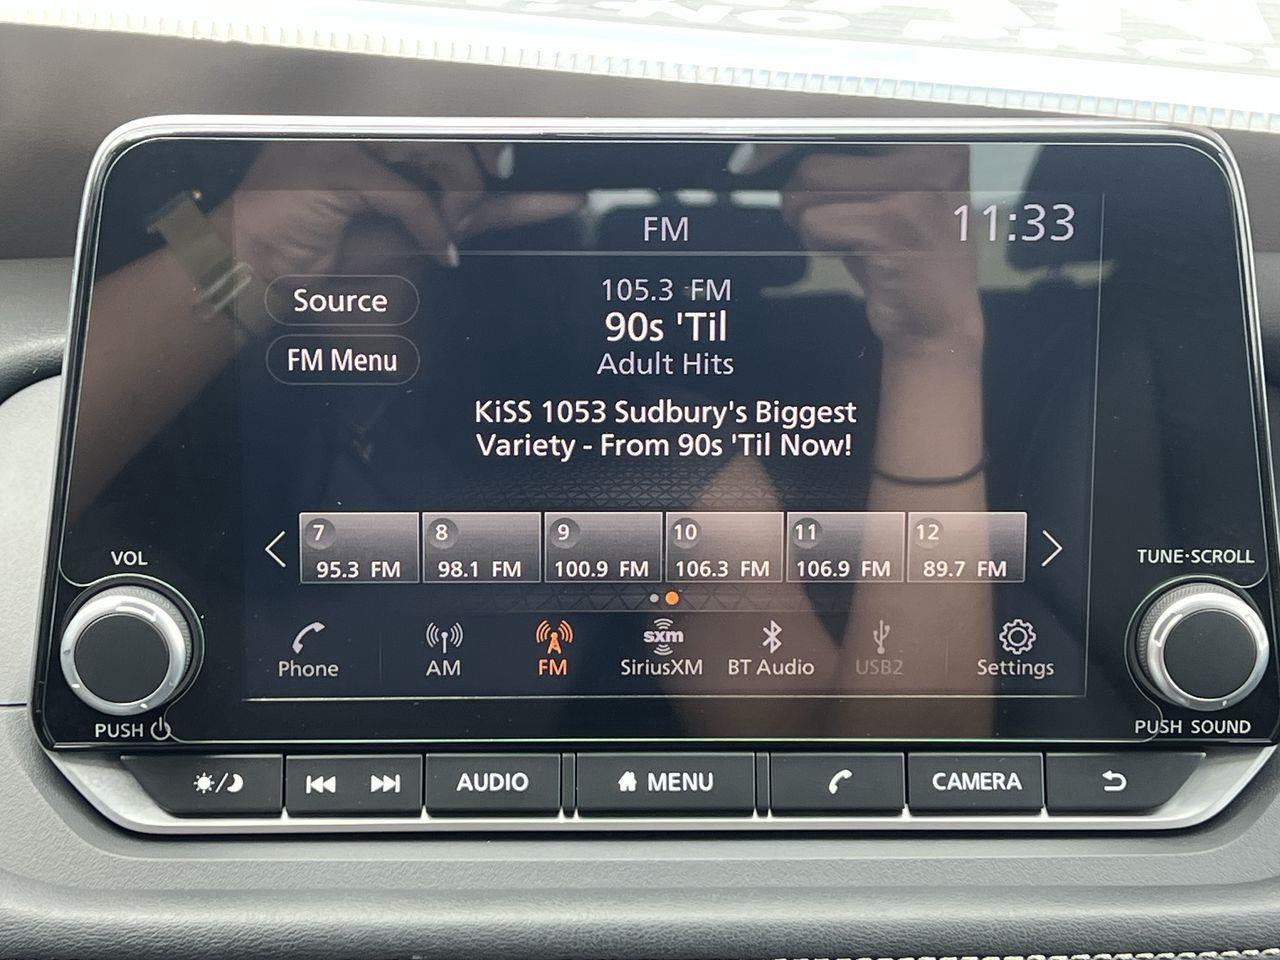 FM
11:33
Source
FM Menu
105.3 FM
90s 'Til
Adult Hits
KiSS 1053 Sudbury's Biggest
Variety - From 90s 'Til Now!
7
95.3 FM
8
98.1 FM
9
100.9 FM
10
106.3 FM
11
106.9 FM
12
89.7 FM
VOL
PUSH
TUNE·SCROLL
PUSH SOUND
Phone
AM
FM
sxm
SiriusXM
BT Audio
USB2
Settings
AUDIO
MENU
CAMERA